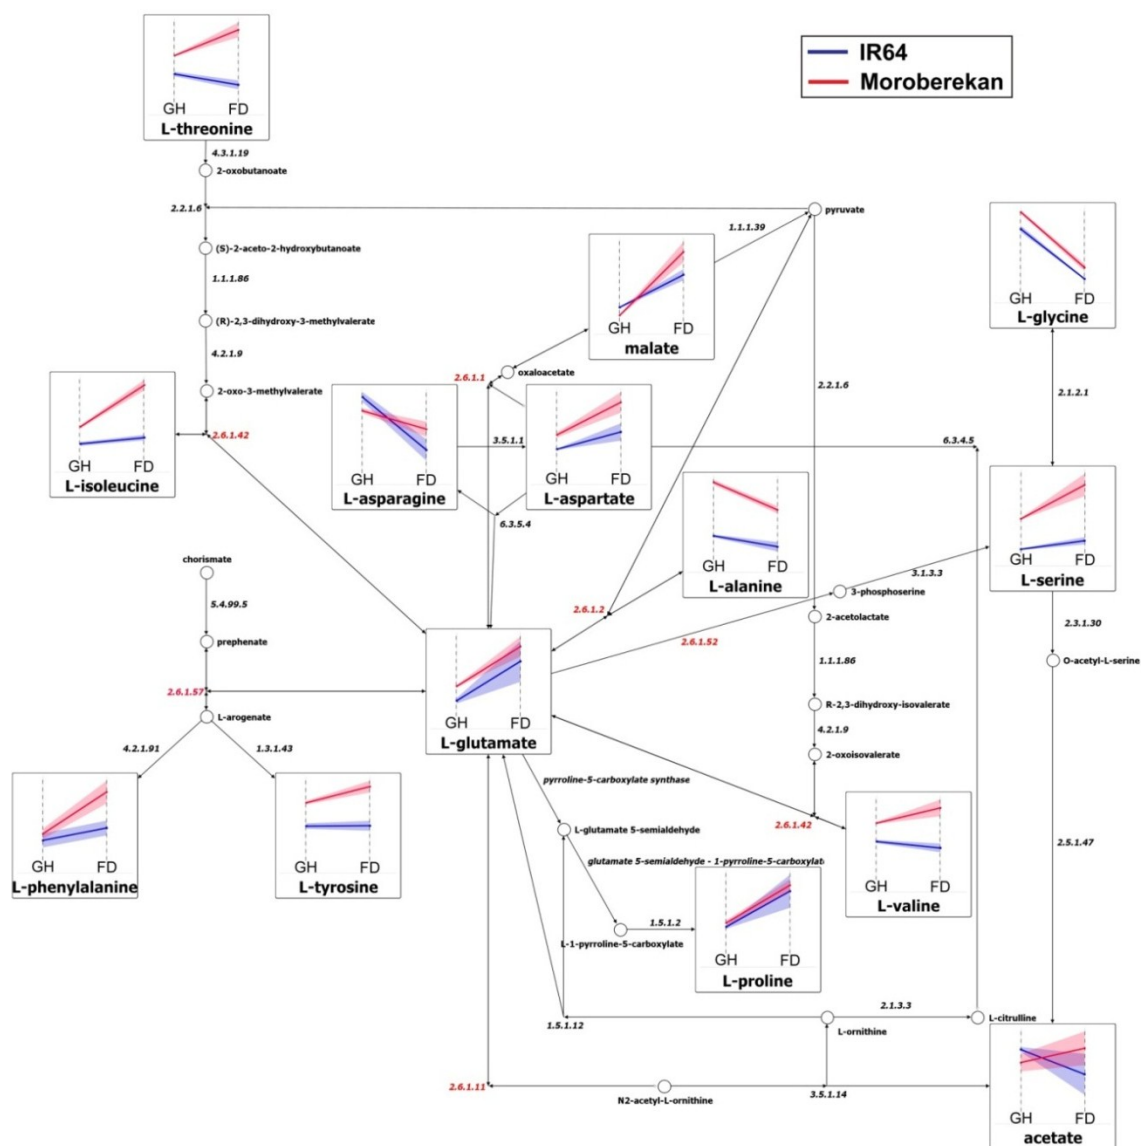 IR64
Moroberekan
GH FD
L-threonine
4.3.1.19
2-oxobutanoate
2.2.1.6
pyruvate
1.1.1.39
(S)-2-aceto-2-hydroxybutanoate
1.1.1.86
(R)-2,3-dihydroxy-3-methylvalerate
4.2.1.9
2-oxo-3-methylvalerate
2.6.1.42
GH FD
L-isoleucine
GH FD
malate
oxaloacetate
2.6.1.1
2.2.1.6
GH FD
L-glycine
2.1.2.1
GH FD
L-asparagine
3.5.1.1
GH FD
L-aspartate
6.3.4.5
6.3.5.4
GH FD
L-alanine
GH FD
L-serine
3.1.3.3
3-phosphoserine
2.6.1.2
2.6.1.52
2-acetolactate
2.3.1.30
O-acetyl-L-serine
1.1.1.86
R-2,3-dihydroxy-isovalerate
4.2.1.9
2-oxoisovalerate
chorismate
5.4.99.5
prephenate
2.6.1.57
L-arogenate
4.2.1.91
1.3.1.43
GH FD
L-glutamate
GH FD
L-phenylalanine
GH FD
L-tyrosine
pyrroline-5-carboxylate synthase
L-glutamate 5-semialdehyde
2.6.1.42
GH FD
L-valine
2.5.1.47
glutamate 5-semialdehyde - 1-pyrroline-5-carboxylat
1.5.1.2
L-1-pyrroline-5-carboxylate
GH FD
L-proline
1.5.1.12
2.1.3.3
L-ornithine
L-citrulline
2.6.1.11
N2-acetyl-L-ornithine
3.5.1.14
GH FD
acetate